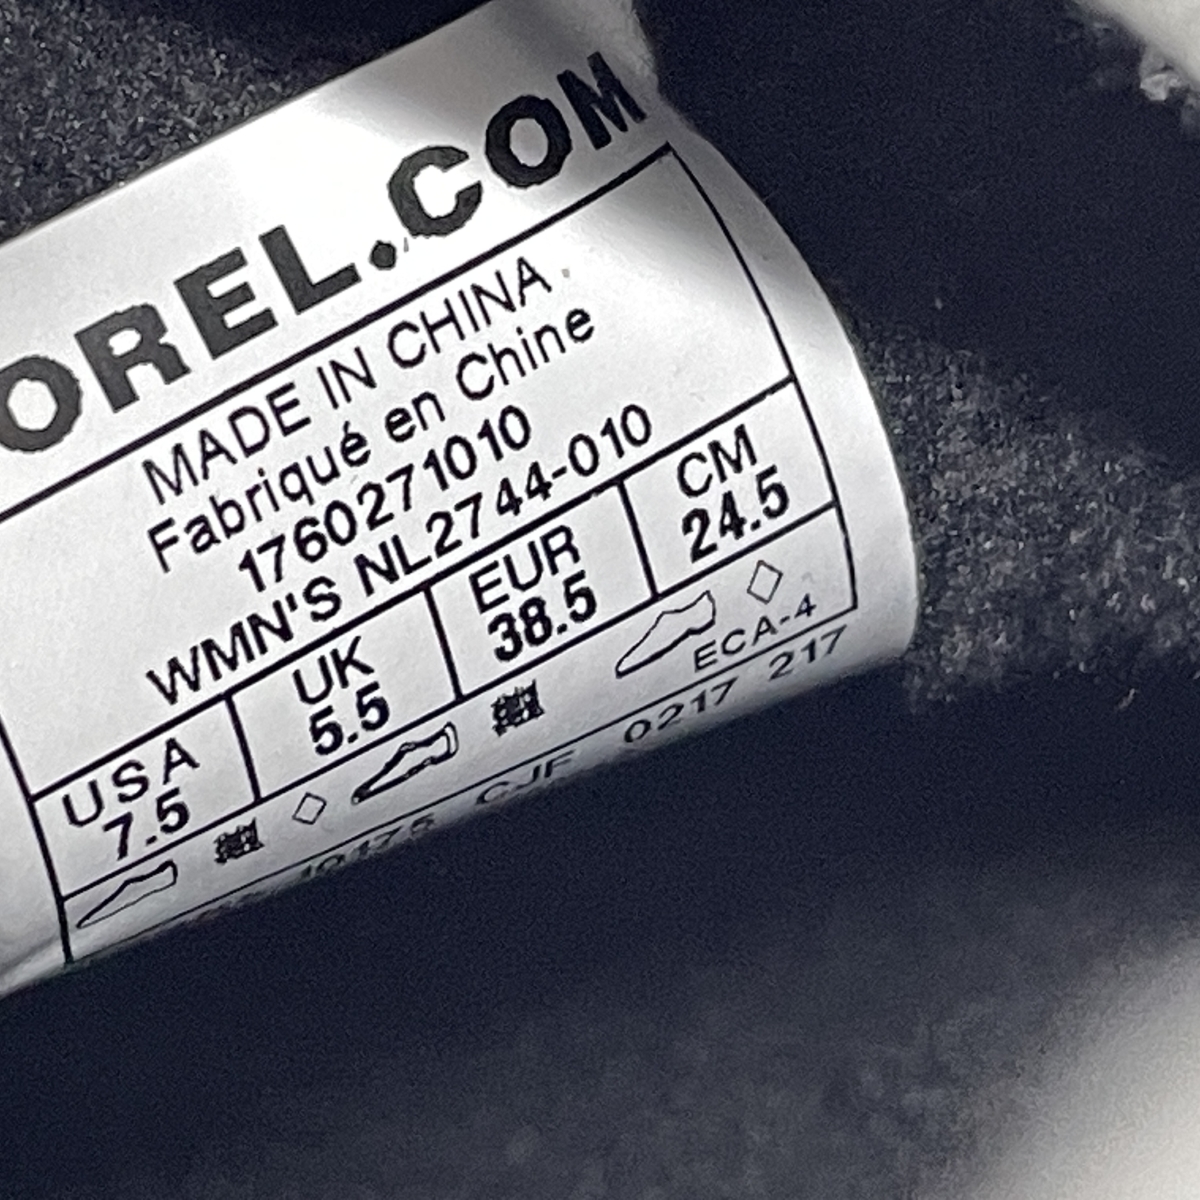 OREL.COM
MADE IN CHINA
Fabriqué en Chine
1760271010
WMN'S NL2744-010
USA UK EUR CM
7.5 5.5 38.5 24.5
ECA-4
10175 CJF 0217 217